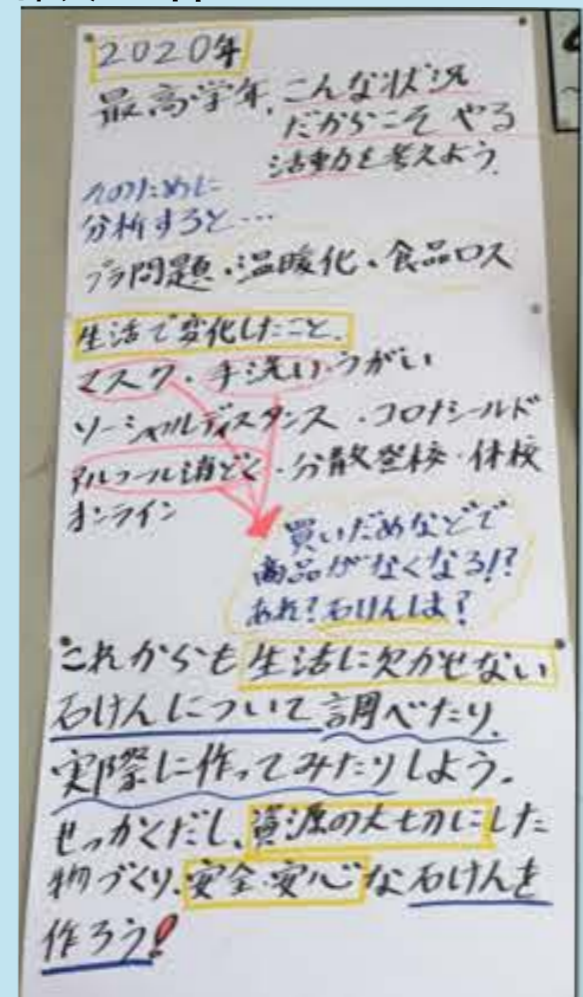 2020年
最高学年、こんな状況
だからこそ やる
活動を考えよう。
そのために
分析すると…
プラ問題・温暖化・食品ロス
生活で変化したこと、
マスク・手洗い・うがい
ソーシャルディスタンス・コロナシールド
アルコール消どく・分散登校・休校
オンライン
買いだめなどで
商品がなくなる!?
あれ?石けんは?
これからも生活に欠かせない
石けんについて調べたり、
実際に作ってみたりしよう。
せっかくだし、資源の大切にした
物づくり、安全・安心な石けんを
作ろう!